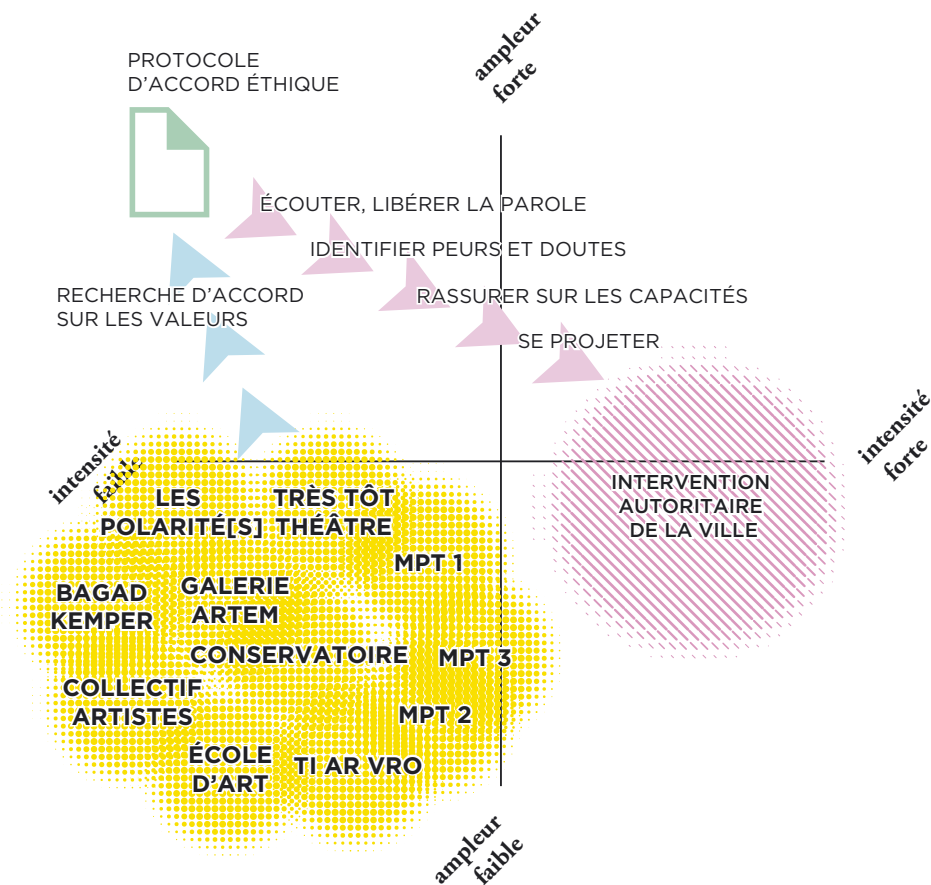 ampleur
forte
PROTOCOLE
D’ACCORD ÉTHIQUE
ÉCOUTER, LIBÉRER LA PAROLE
IDENTIFIER PEURS ET DOUTES
RECHERCHE D’ACCORD
SUR LES VALEURS
RASSURER SUR LES CAPACITÉS
SE PROJETER
intensité
faible
intensité
forte
LES
POLARITÉ[S]
TRÈS TÔT
THÉÂTRE
INTERVENTION
AUTORITAIRE
DE LA VILLE
MPT 1
BAGAD
KEMPER
GALERIE
ARTEM
CONSERVATOIRE
MPT 3
COLLECTIF
ARTISTES
MPT 2
ÉCOLE
D’ART
TI AR VRO
ampleur
faible